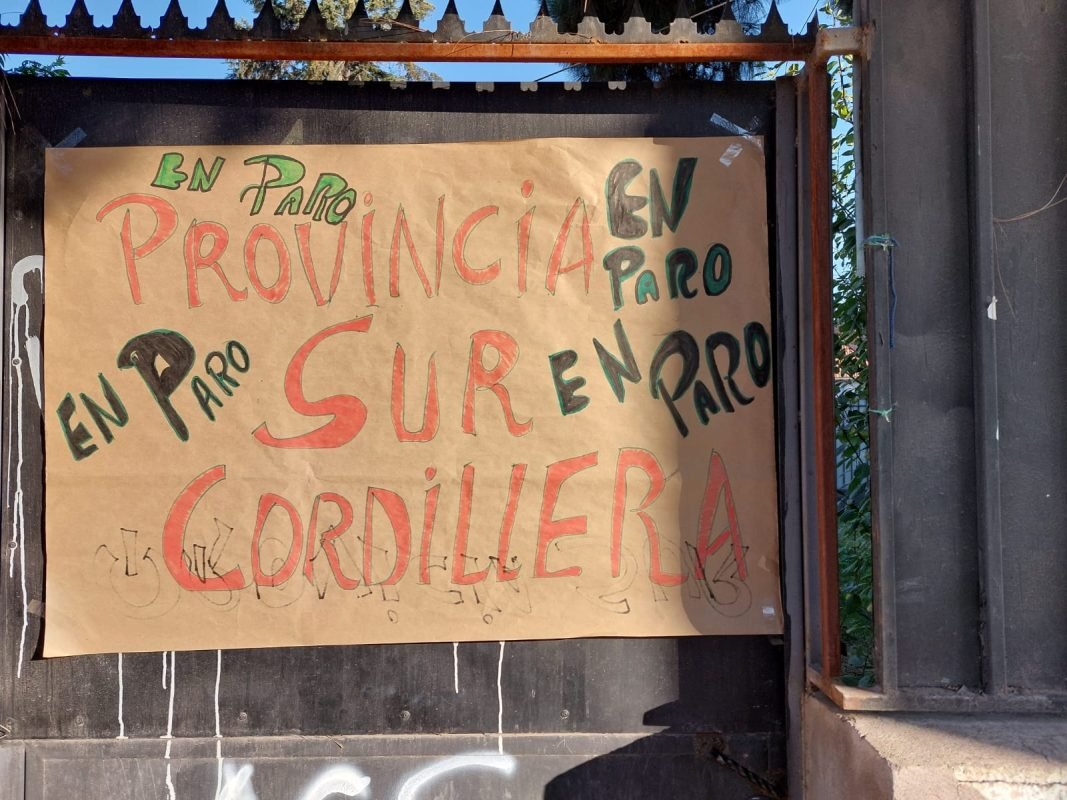 EN PARO
PROVINCIA
EN
PARO
EN PARO
SUR
EN PARO
CORDILLERA